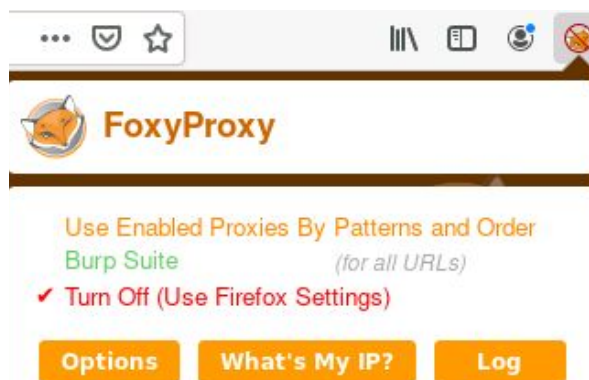 FoxyProxy
Use Enabled Proxies By Patterns and Order
Burp Suite (for all URLs)
Turn Off (Use Firefox Settings)
Options What's My IP? Log